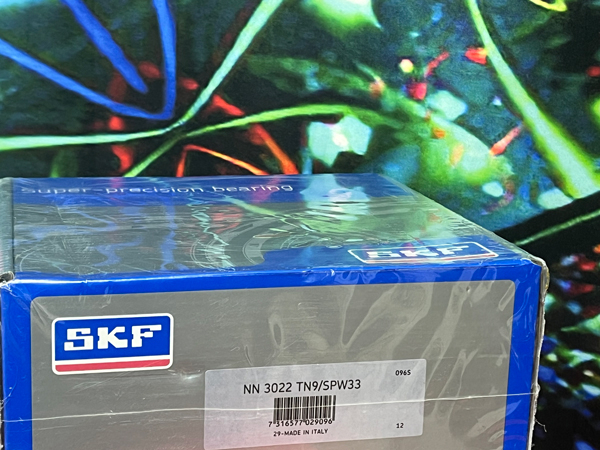 Super-precision bearing
SKF
SKF
0965
NN 3022 TN9/SPW33
7 316577 029096
12
29-MADE IN ITALY